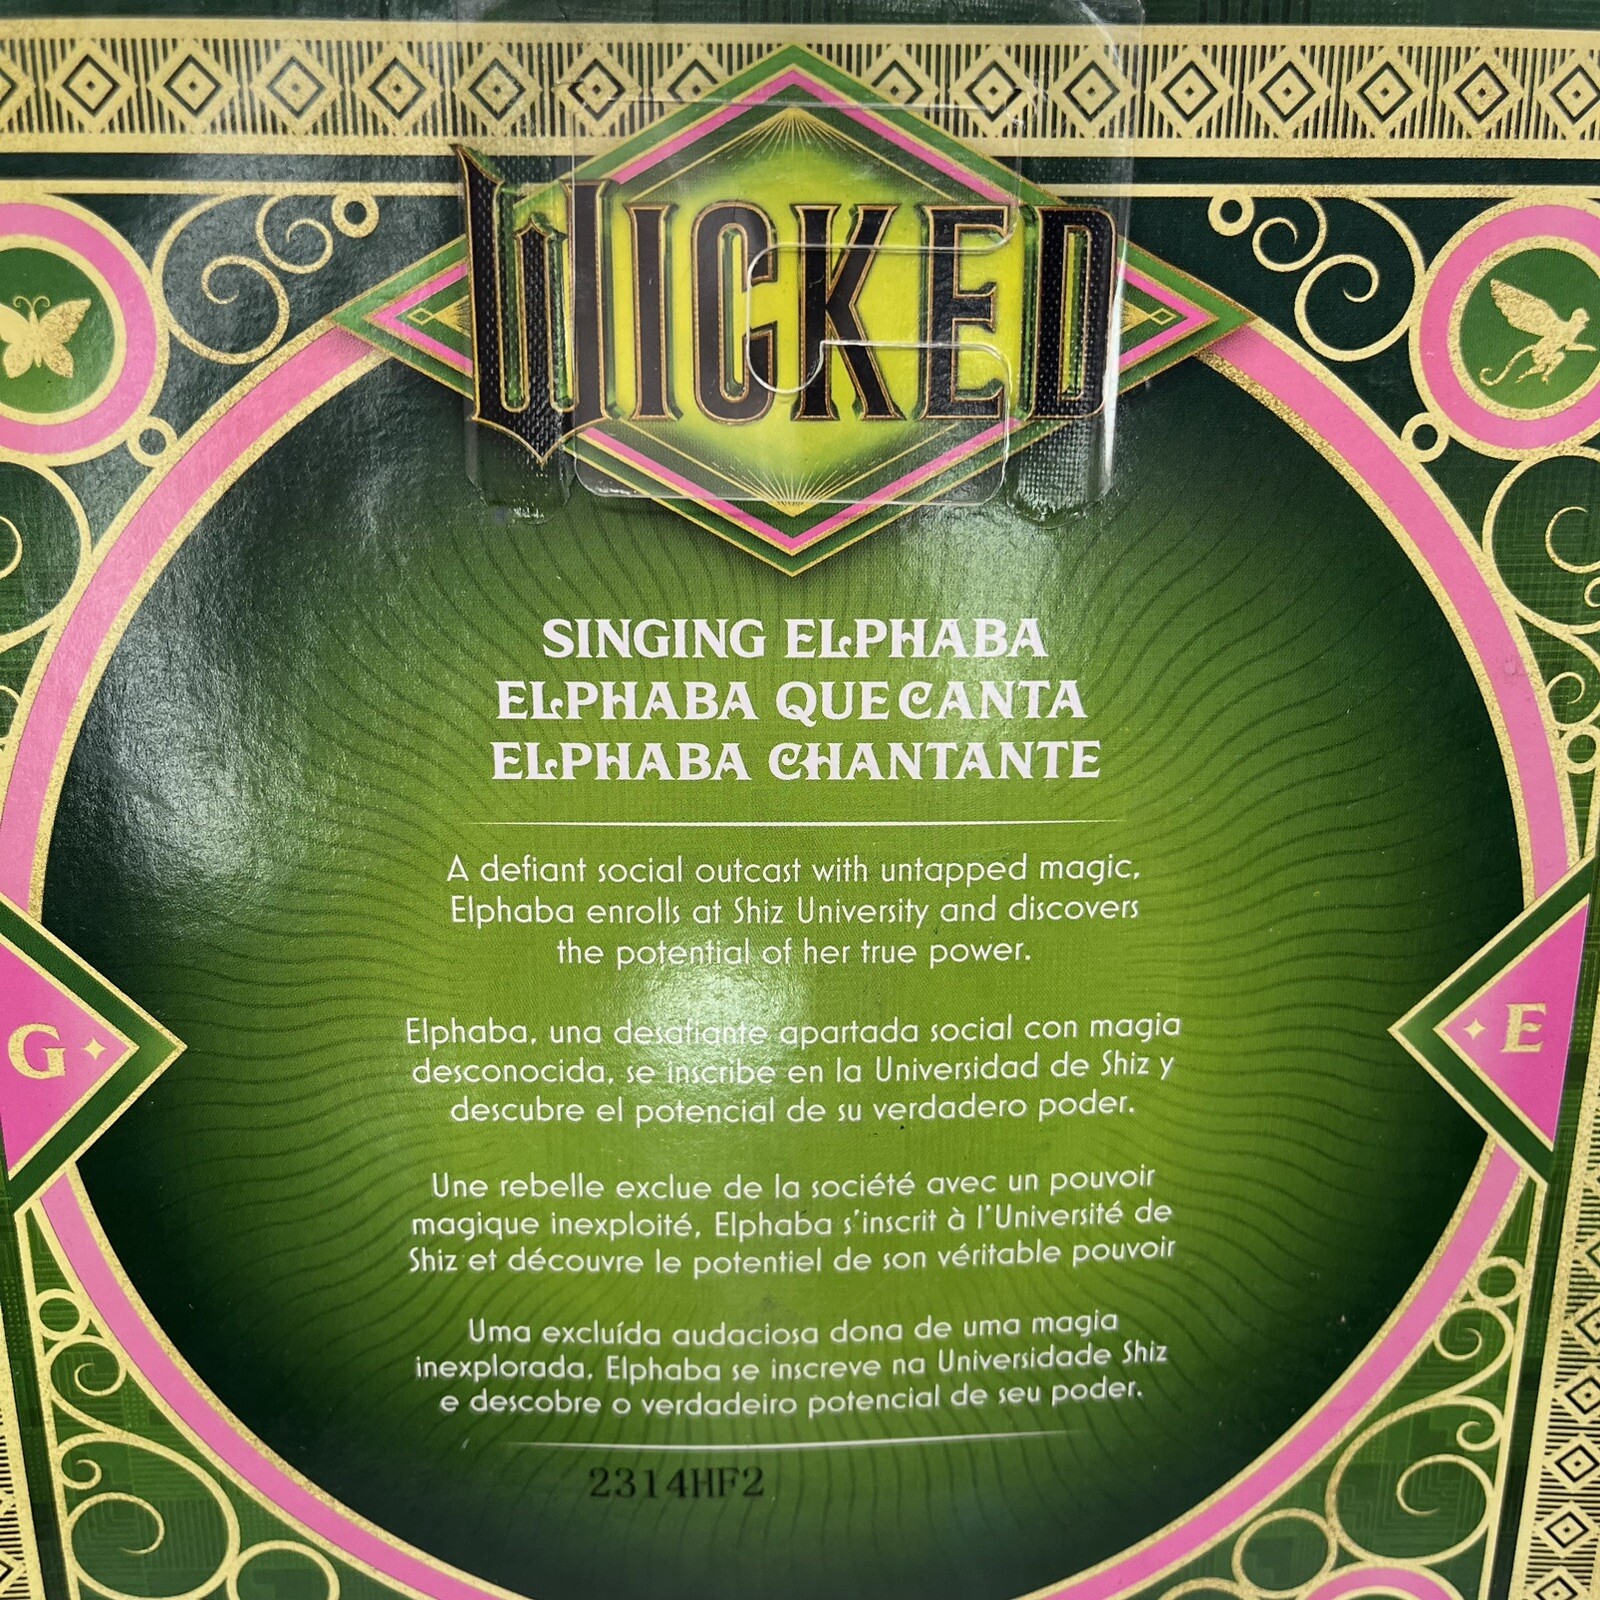 WICKED
SINGING ELPHABA
ELPHABA QUE CANTA
ELPHABA CHANTANTE
A defiant social outcast with untapped magic,
Elphaba enrolls at Shiz University and discovers
the potential of her true power.
Elphaba, una desafiante apartada social con magia
desconocida, se inscribe en la Universidad de Shiz y
descubre el potencial de su verdadero poder.
G
E
Une rebelle exclue de la société avec un pouvoir
magique inexploité, Elphaba s'inscrit à l'Université de
Shiz et découvre le potentiel de son véritable pouvoir
Uma excluída audaciosa dona de uma magia
inexplorada, Elphaba se inscreve na Universidade Shiz
e descobre o verdadeiro potencial de seu poder.
2314HF2